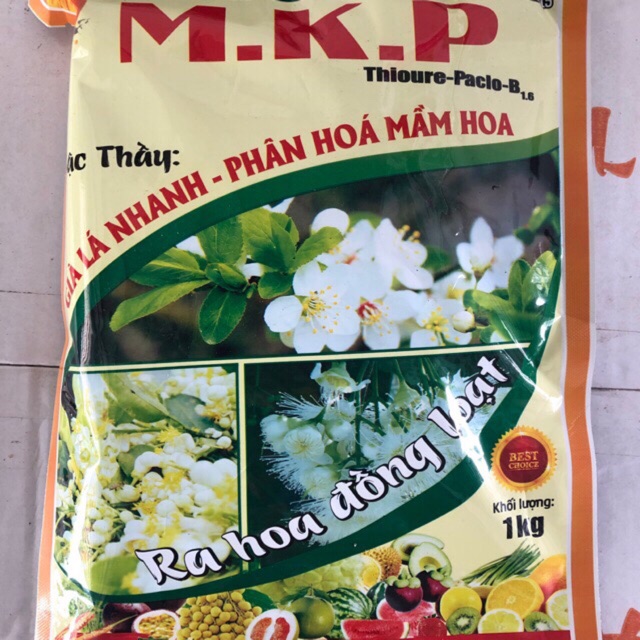 M.K.P
Thioure-Paclo-B1.6
Thầy:
GIÀ LÁ NHANH - PHÂN HOÁ MẦM HOA
Ra hoa đồng loạt
BEST
CHOICE
Khối lượng:
1kg